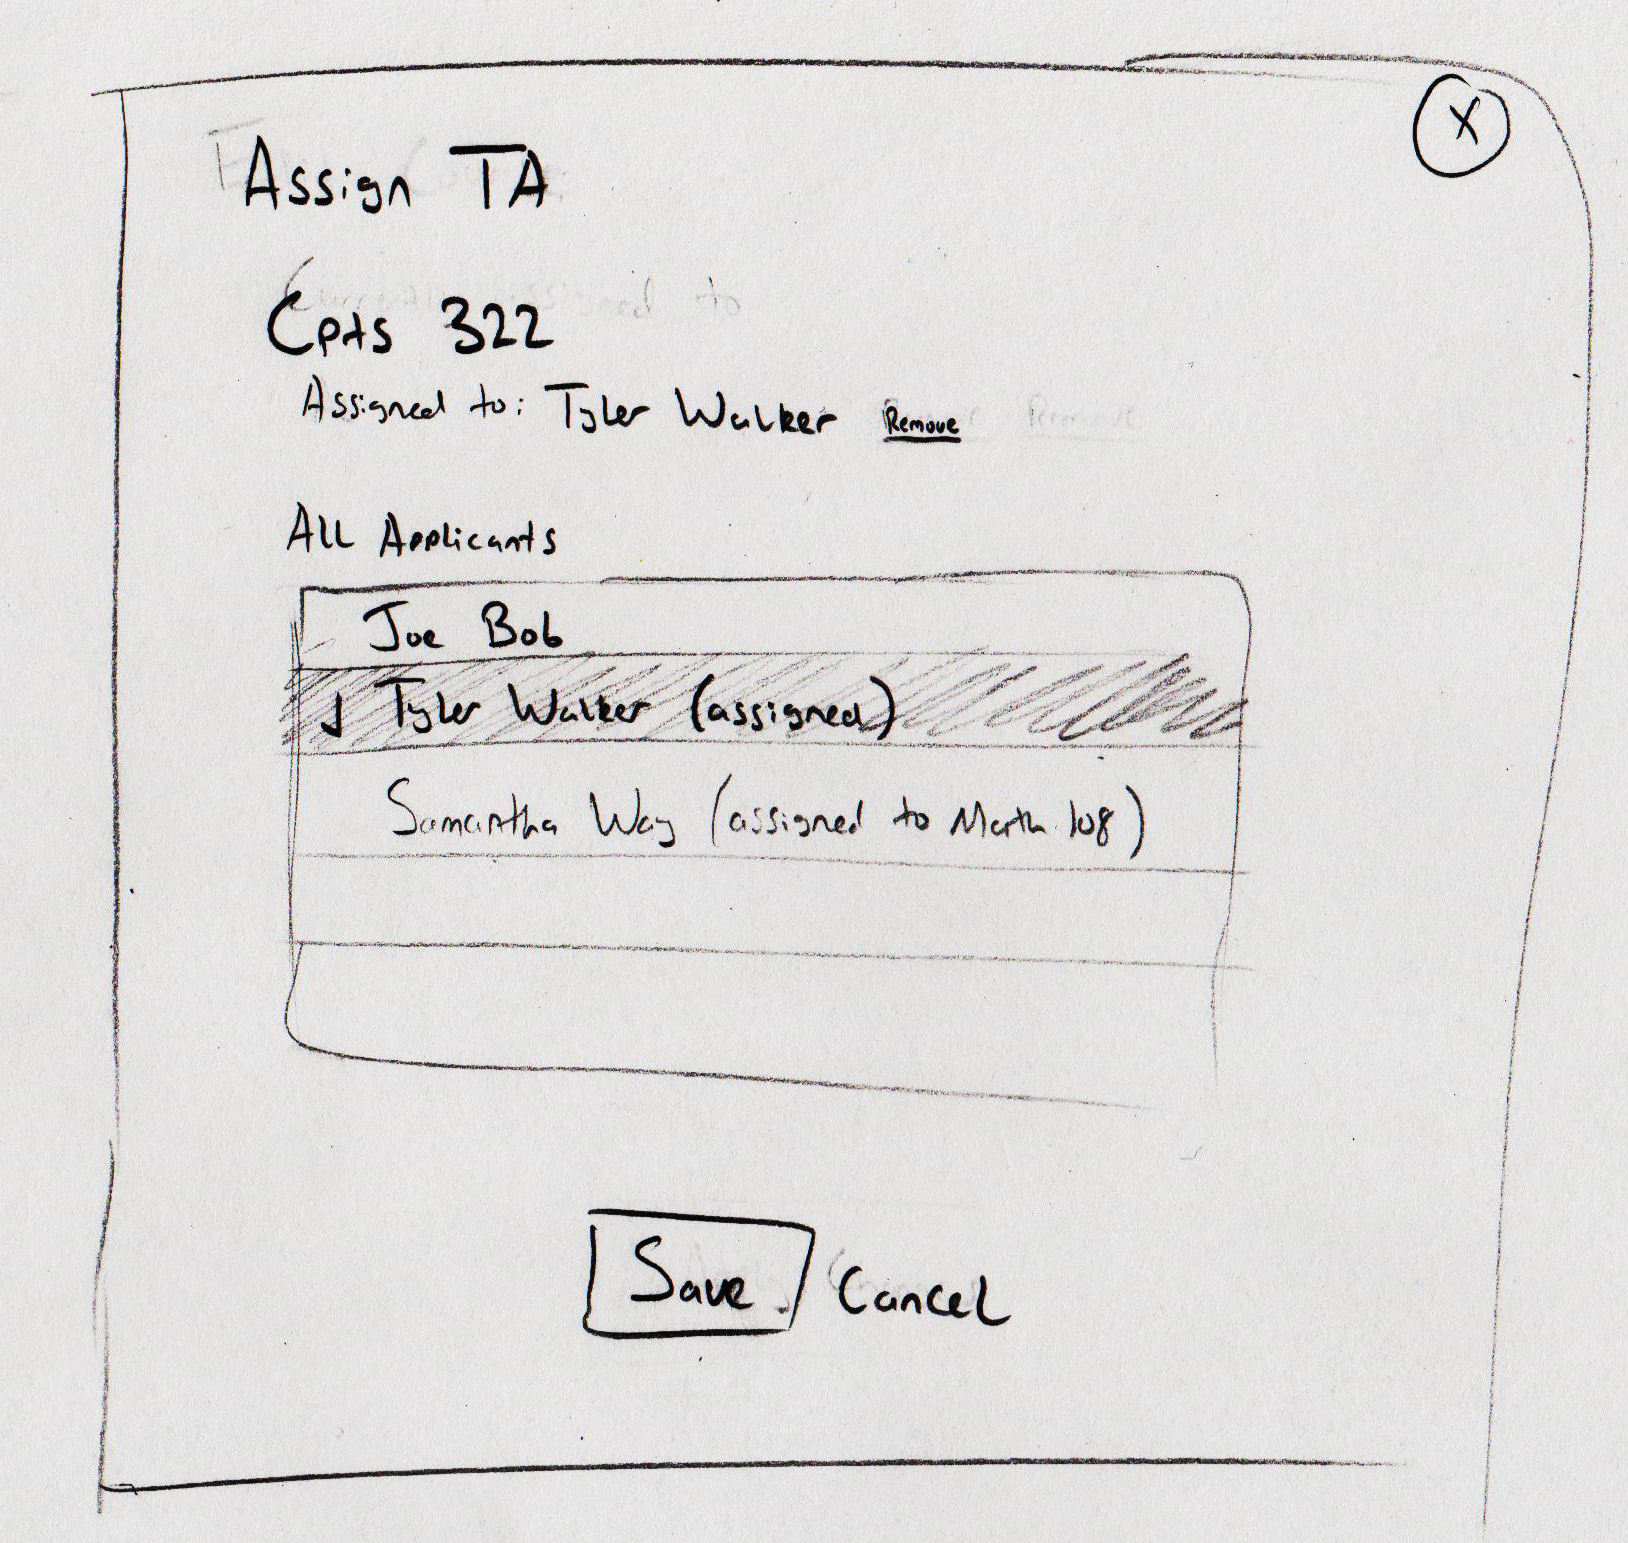 X
Assign TA
Cpts 322
Assigned to: Tyler Walker Remove
All Applicants
Joe Bob
✓ Tyler Walker (assigned)
Samantha Way (assigned to Math 108)
Save Cancel